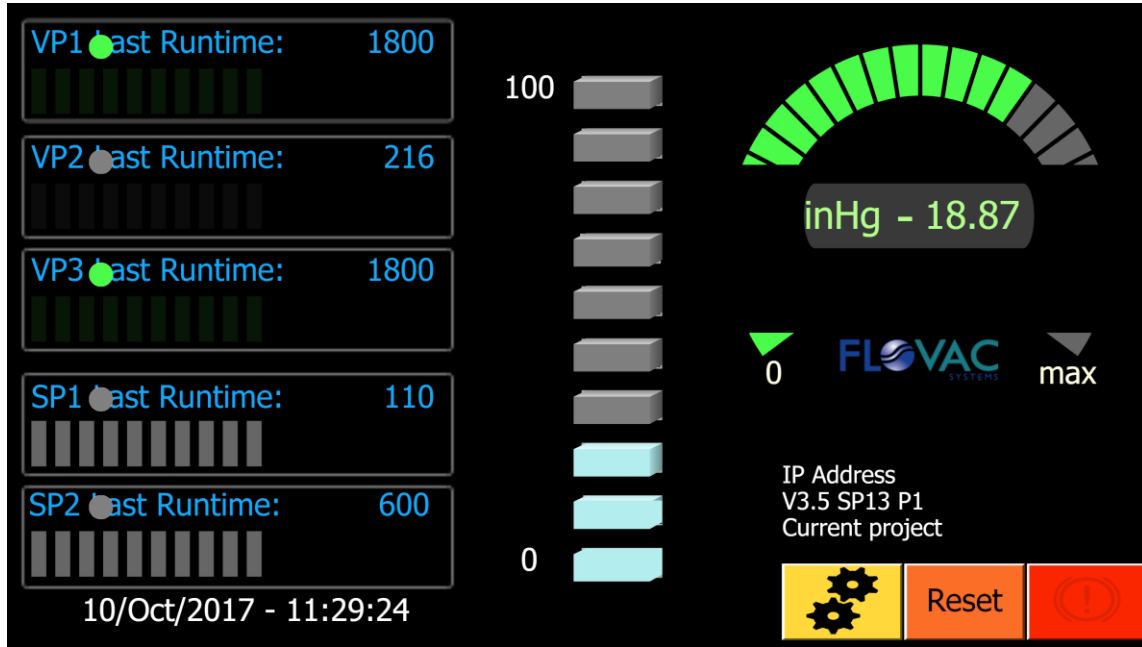 VP1 Last Runtime: 1800
VP2 Last Runtime: 216
VP3 Last Runtime: 1800
SP1 Last Runtime: 110
SP2 Last Runtime: 600
10/Oct/2017 - 11:29:24
100
0
inHg - 18.87
0
FLOVAC
SYSTEMS
max
IP Address
V3.5 SP13 P1
Current project
Reset
(!)